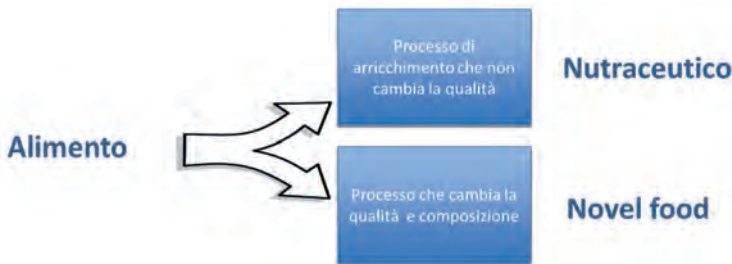 Alimento
Processo di
arricchimento che non
cambia la qualità
Nutraceutico
Processo che cambia la
qualità e composizione
Novel food